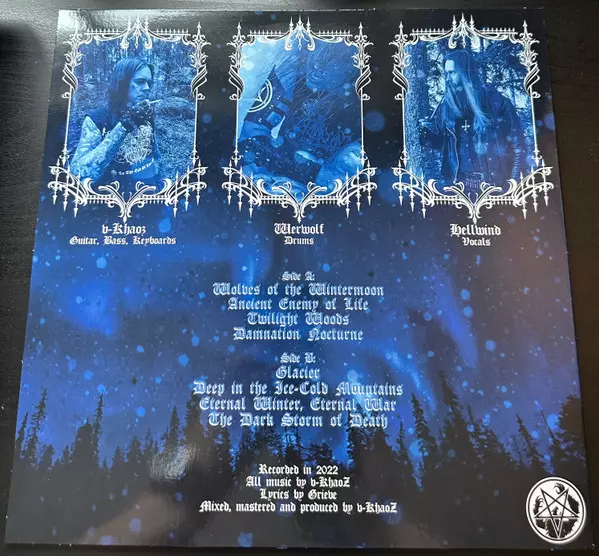 v-Khaoz
Guitar, Bass, Keyboards
Werwolf
Drums
Hellwind
Vocals
Side A:
Wolves of the Wintermoon
Ancient Enemy of Life
Twilight Woods
Damnation Nocturne
Side B:
Glacier
Deep in the Ice-Cold Mountains
Eternal Winter, Eternal War
The Dark Storm of Death
Recorded in 2022
All music by v-KhaoZ
Lyrics by Grieve
Mixed, mastered and produced by v-KhaoZ